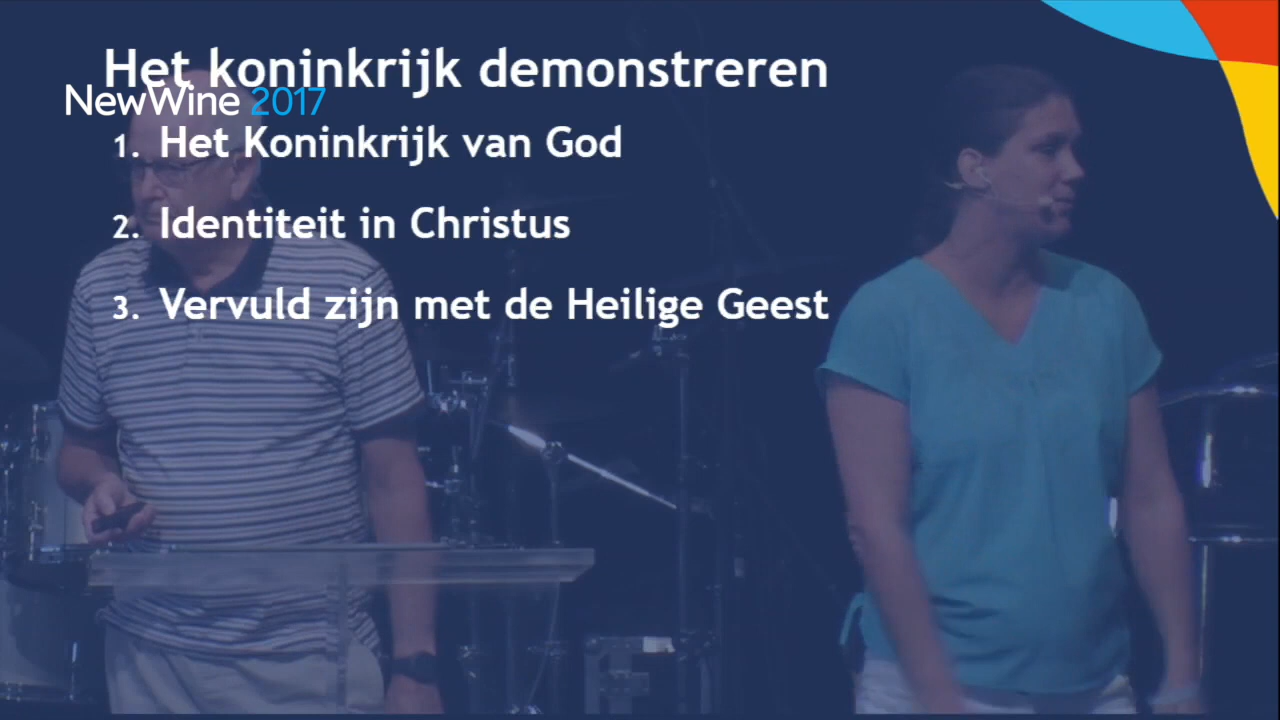 Het koninkrijk demonstreren
NewWine 2017
1. Het Koninkrijk van God
2. Identiteit in Christus
3. Vervuld zijn met de Heilige Geest